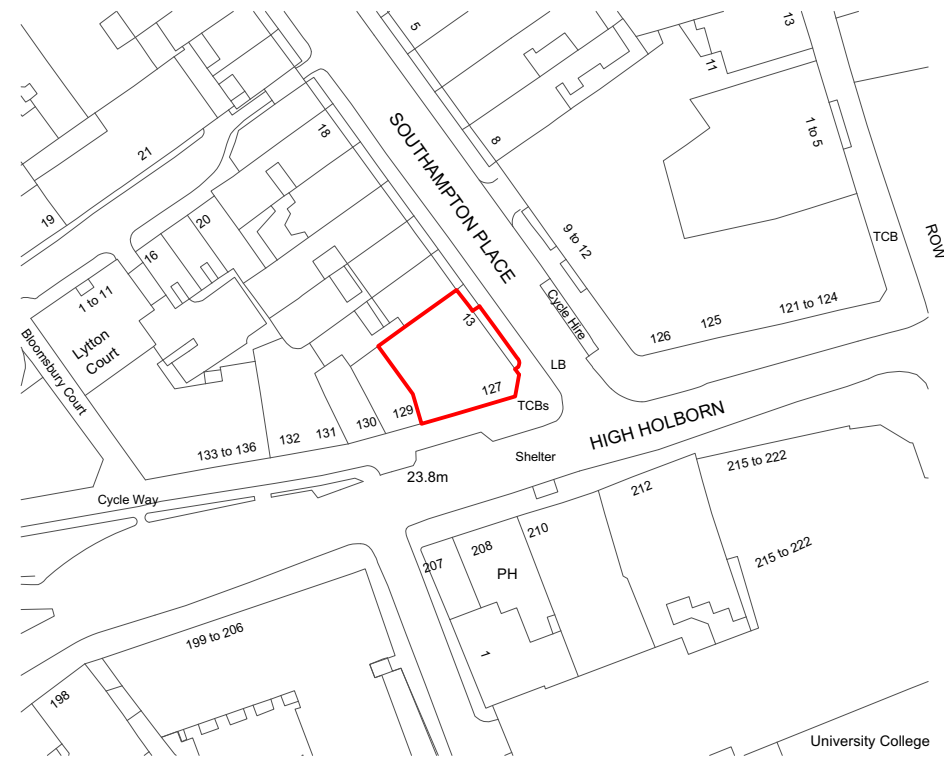 5
13
11
18
SOUTHAMPTON PLACE
8
1 to 5
21
19
20
16
9 to 12
TCB
ROW
1 to 11
Lytton
Court
Bloomsbury Court
13
Cycle Hire
126
125
121 to 124
LB
127
TCBs
129
130
131
132
133 to 136
HIGH HOLBORN
Shelter
23.8m
Cycle Way
215 to 222
212
210
208
207
PH
215 to 222
199 to 206
1
198
University College